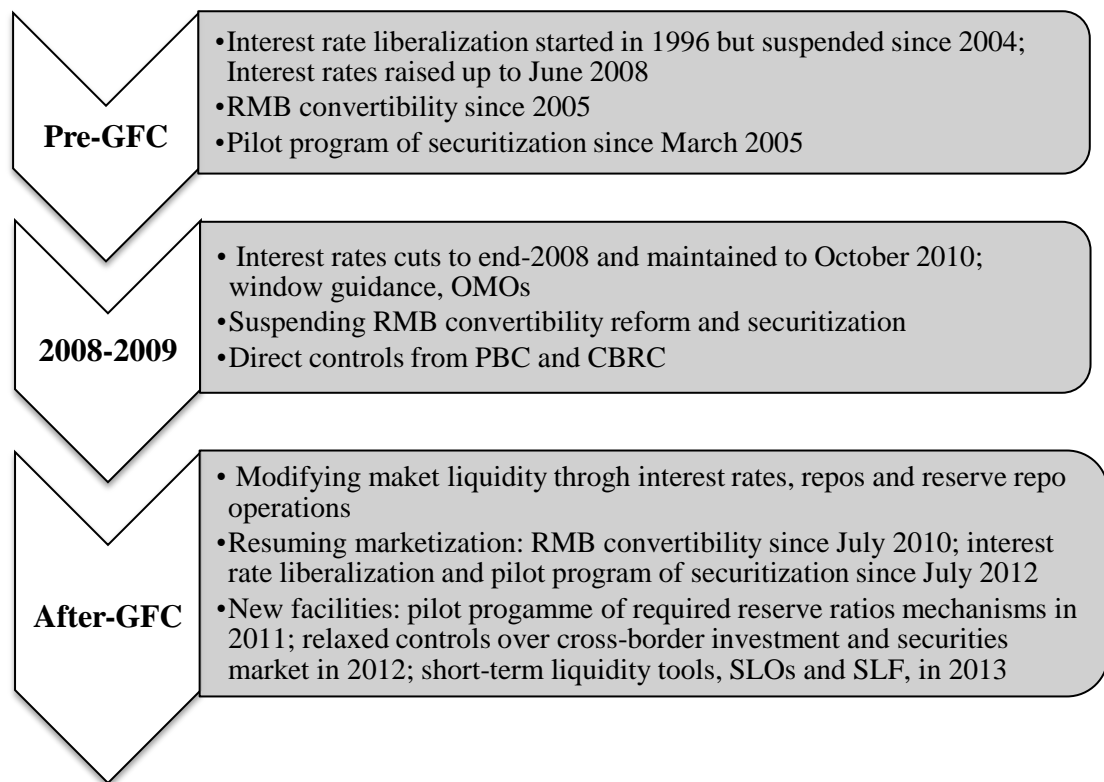 •Interest rate liberalization started in 1996 but suspended since 2004;
Interest rates raised up to June 2008
•RMB convertibility since 2005
Pre-GFC
•Pilot program of securitization since March 2005
• Interest rates cuts to end-2008 and maintained to October 2010;
window guidance, OMOs
•Suspending RMB convertibility reform and securitization
2008-2009
•Direct controls from PBC and CBRC
• Modifying maket liquidity throgh interest rates, repos and reserve repo
operations
•Resuming marketization: RMB convertibility since July 2010; interest
rate liberalization and pilot program of securitization since July 2012
After-GFC
•New facilities: pilot progamme of required reserve ratios mechanisms in
2011; relaxed controls over cross-border investment and securities
market in 2012; short-term liquidity tools, SLOs and SLF, in 2013